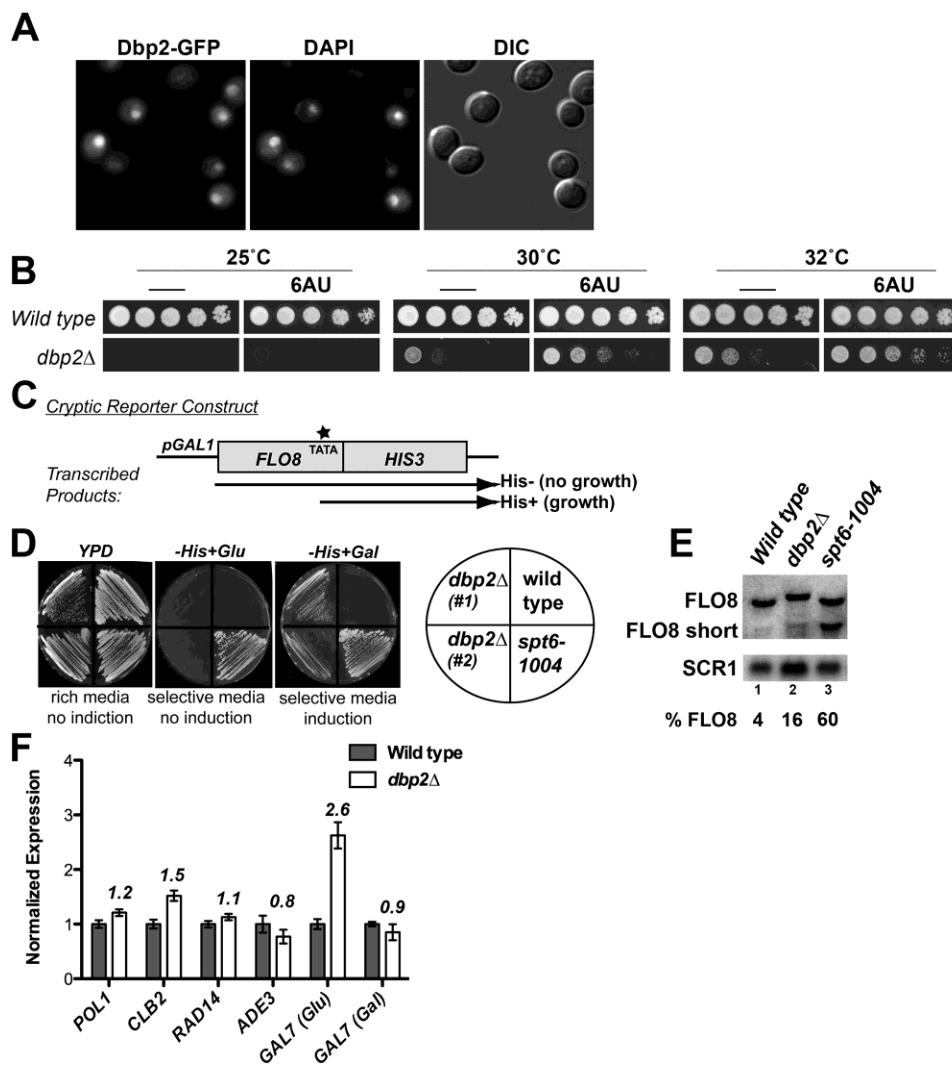 A
Dbp2-GFP DAPI DIC
B
25˚C 30˚C 32˚C
6AU 6AU 6AU
Wild type
dbp2Δ
C
Cryptic Reporter Construct
pGAL1 FLO8 TATA HIS3
Transcribed Products:
His- (no growth)
His+ (growth)
D
YPD -His+Glu -His+Gal
rich media no indiction
selective media no induction
selective media induction
dbp2Δ (#1)
wild type
dbp2Δ (#2)
spt6-1004
E
Wild type dbp2Δ spt6-1004
FLO8
FLO8 short
SCR1
1 2 3
% FLO8 4 16 60
F
Wild type
dbp2Δ
Normalized Expression
4
3
2
1
0
1.2 1.5 1.1 0.8 2.6 0.9
POL1 CLB2 RAD14 ADE3 GAL7 (Glu) GAL7 (Gal)